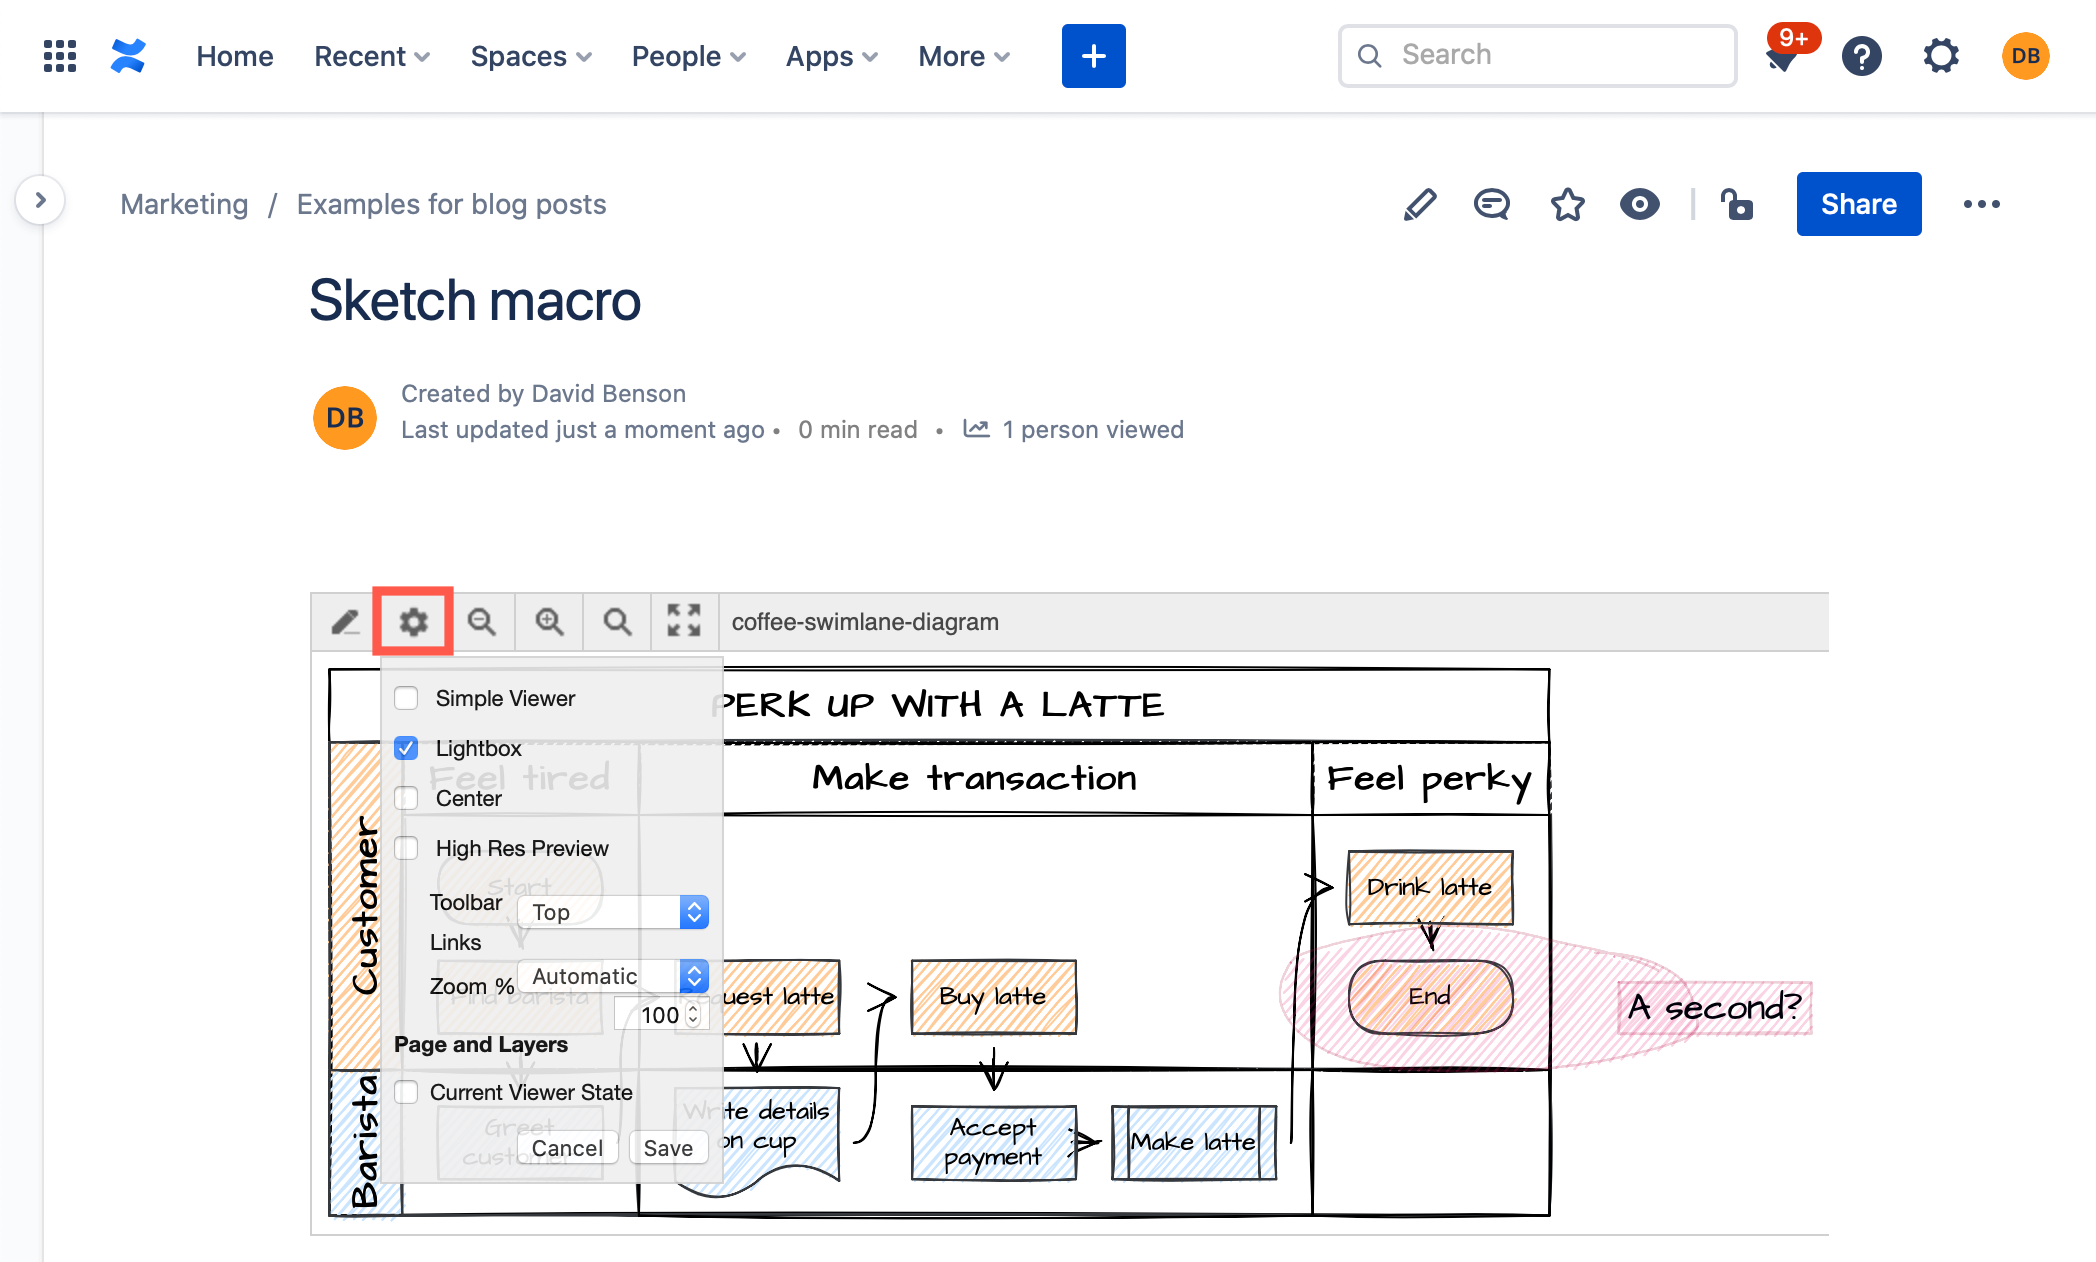 Home Recent Spaces People Apps More + Search 9+ ? DB
Marketing / Examples for blog posts Share
Sketch macro
DB
Created by David Benson
Last updated just a moment ago • 0 min read • 1 person viewed
coffee-swimlane-diagram
PERK UP WITH A LATTE
Feel tired
Make transaction
Feel perky
Customer
Barista
Simple Viewer
Lightbox
Center
High Res Preview
Toolbar Top
Links Automatic
Zoom % 100
Page and Layers
Current Viewer State
Cancel Save
Start
Find barista
Request latte
Buy latte
Drink latte
End
A second?
Greet
customer
Write details
on cup
Accept
payment
Make latte